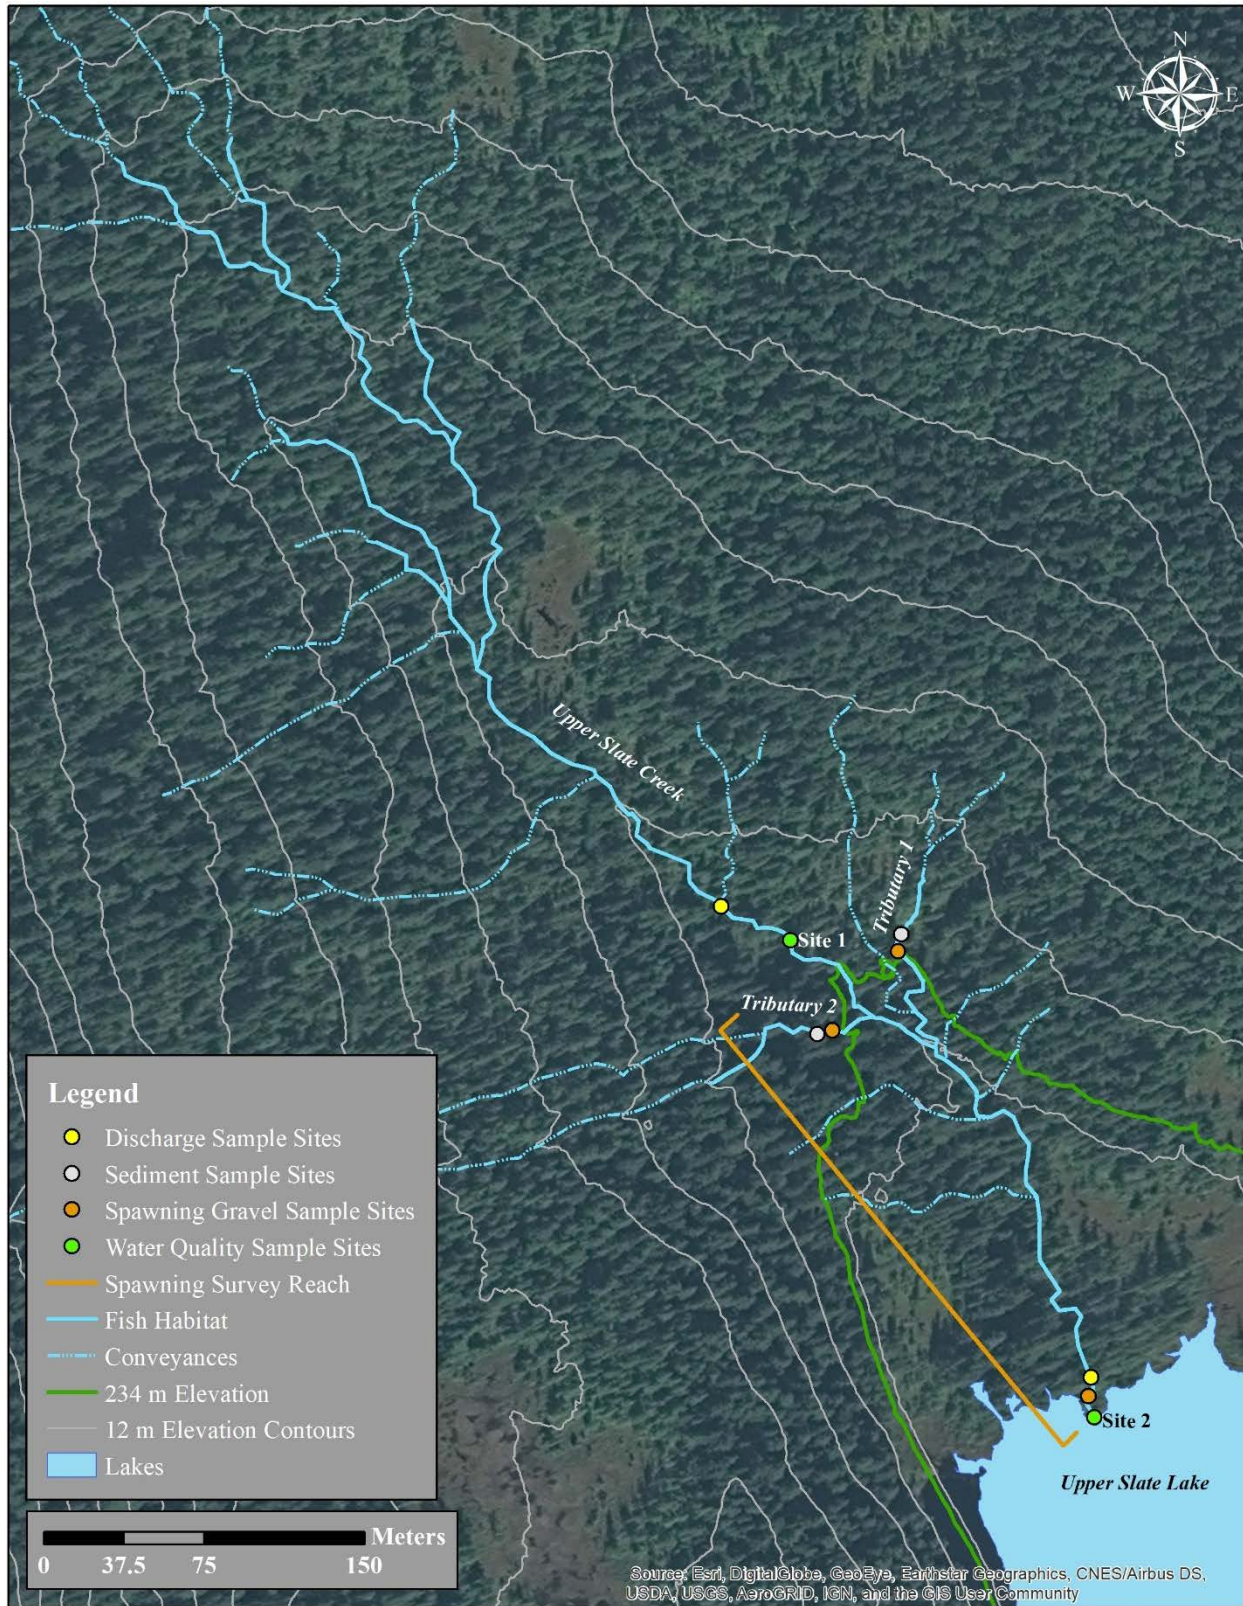 N
W E
S
Upper Slate Creek
Tributary 1
Site 1
Tributary 2
Legend
Discharge Sample Sites
Sediment Sample Sites
Spawning Gravel Sample Sites
Water Quality Sample Sites
Spawning Survey Reach
Fish Habitat
Conveyances
234 m Elevation
12 m Elevation Contours
Lakes
Site 2
Upper Slate Lake
Meters
0 37.5 75 150
Source: Esri, DigitalGlobe, GeoEye, Earthstar Geographics, CNES/Airbus DS,
USDA, USGS, AeroGRID, IGN, and the GIS User Community